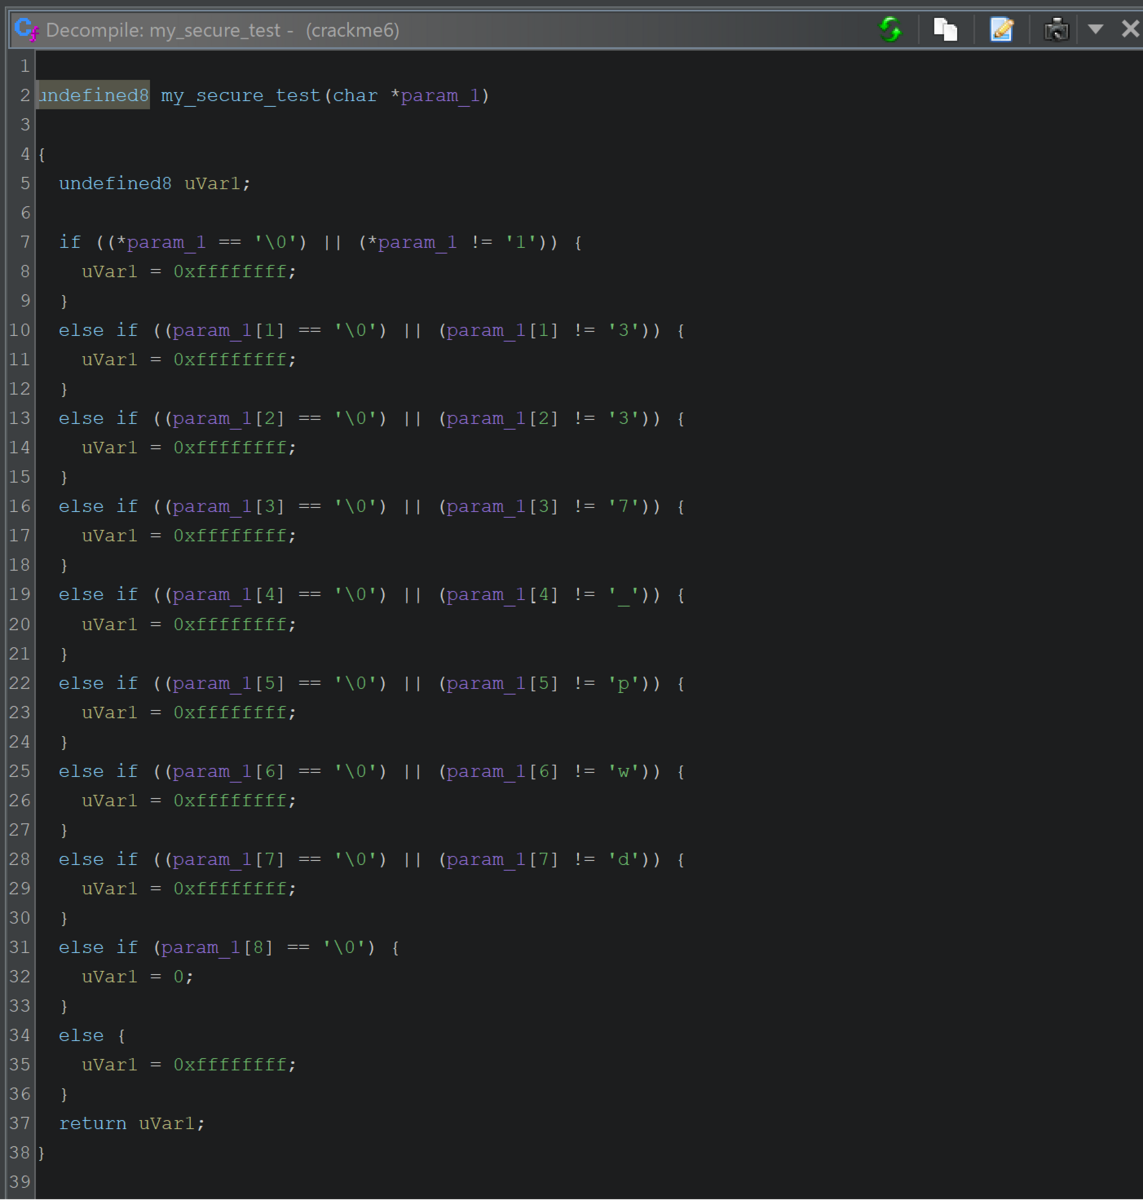 Decompile: my_secure_test - (crackme6)
1
2 undefined8 my_secure_test(char *param_1)
3
4 {
5   undefined8 uVar1;
6
7   if ((*param_1 == '\0') || (*param_1 != '1')) {
8     uVar1 = 0xffffffff;
9   }
10   else if ((param_1[1] == '\0') || (param_1[1] != '3')) {
11     uVar1 = 0xffffffff;
12   }
13   else if ((param_1[2] == '\0') || (param_1[2] != '3')) {
14     uVar1 = 0xffffffff;
15   }
16   else if ((param_1[3] == '\0') || (param_1[3] != '7')) {
17     uVar1 = 0xffffffff;
18   }
19   else if ((param_1[4] == '\0') || (param_1[4] != '_')) {
20     uVar1 = 0xffffffff;
21   }
22   else if ((param_1[5] == '\0') || (param_1[5] != 'p')) {
23     uVar1 = 0xffffffff;
24   }
25   else if ((param_1[6] == '\0') || (param_1[6] != 'w')) {
26     uVar1 = 0xffffffff;
27   }
28   else if ((param_1[7] == '\0') || (param_1[7] != 'd')) {
29     uVar1 = 0xffffffff;
30   }
31   else if (param_1[8] == '\0') {
32     uVar1 = 0;
33   }
34   else {
35     uVar1 = 0xffffffff;
36   }
37   return uVar1;
38 }
39